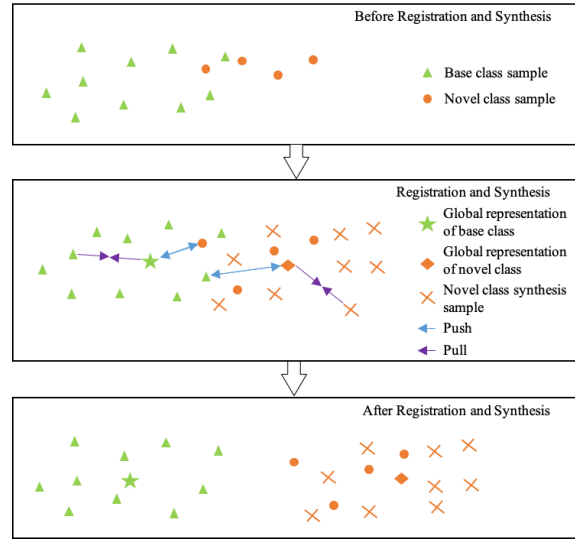 Before Registration and Synthesis
Base class sample
Novel class sample
Registration and Synthesis
Global representation
of base class
Global representation
of novel class
Novel class synthesis
sample
Push
Pull
After Registration and Synthesis